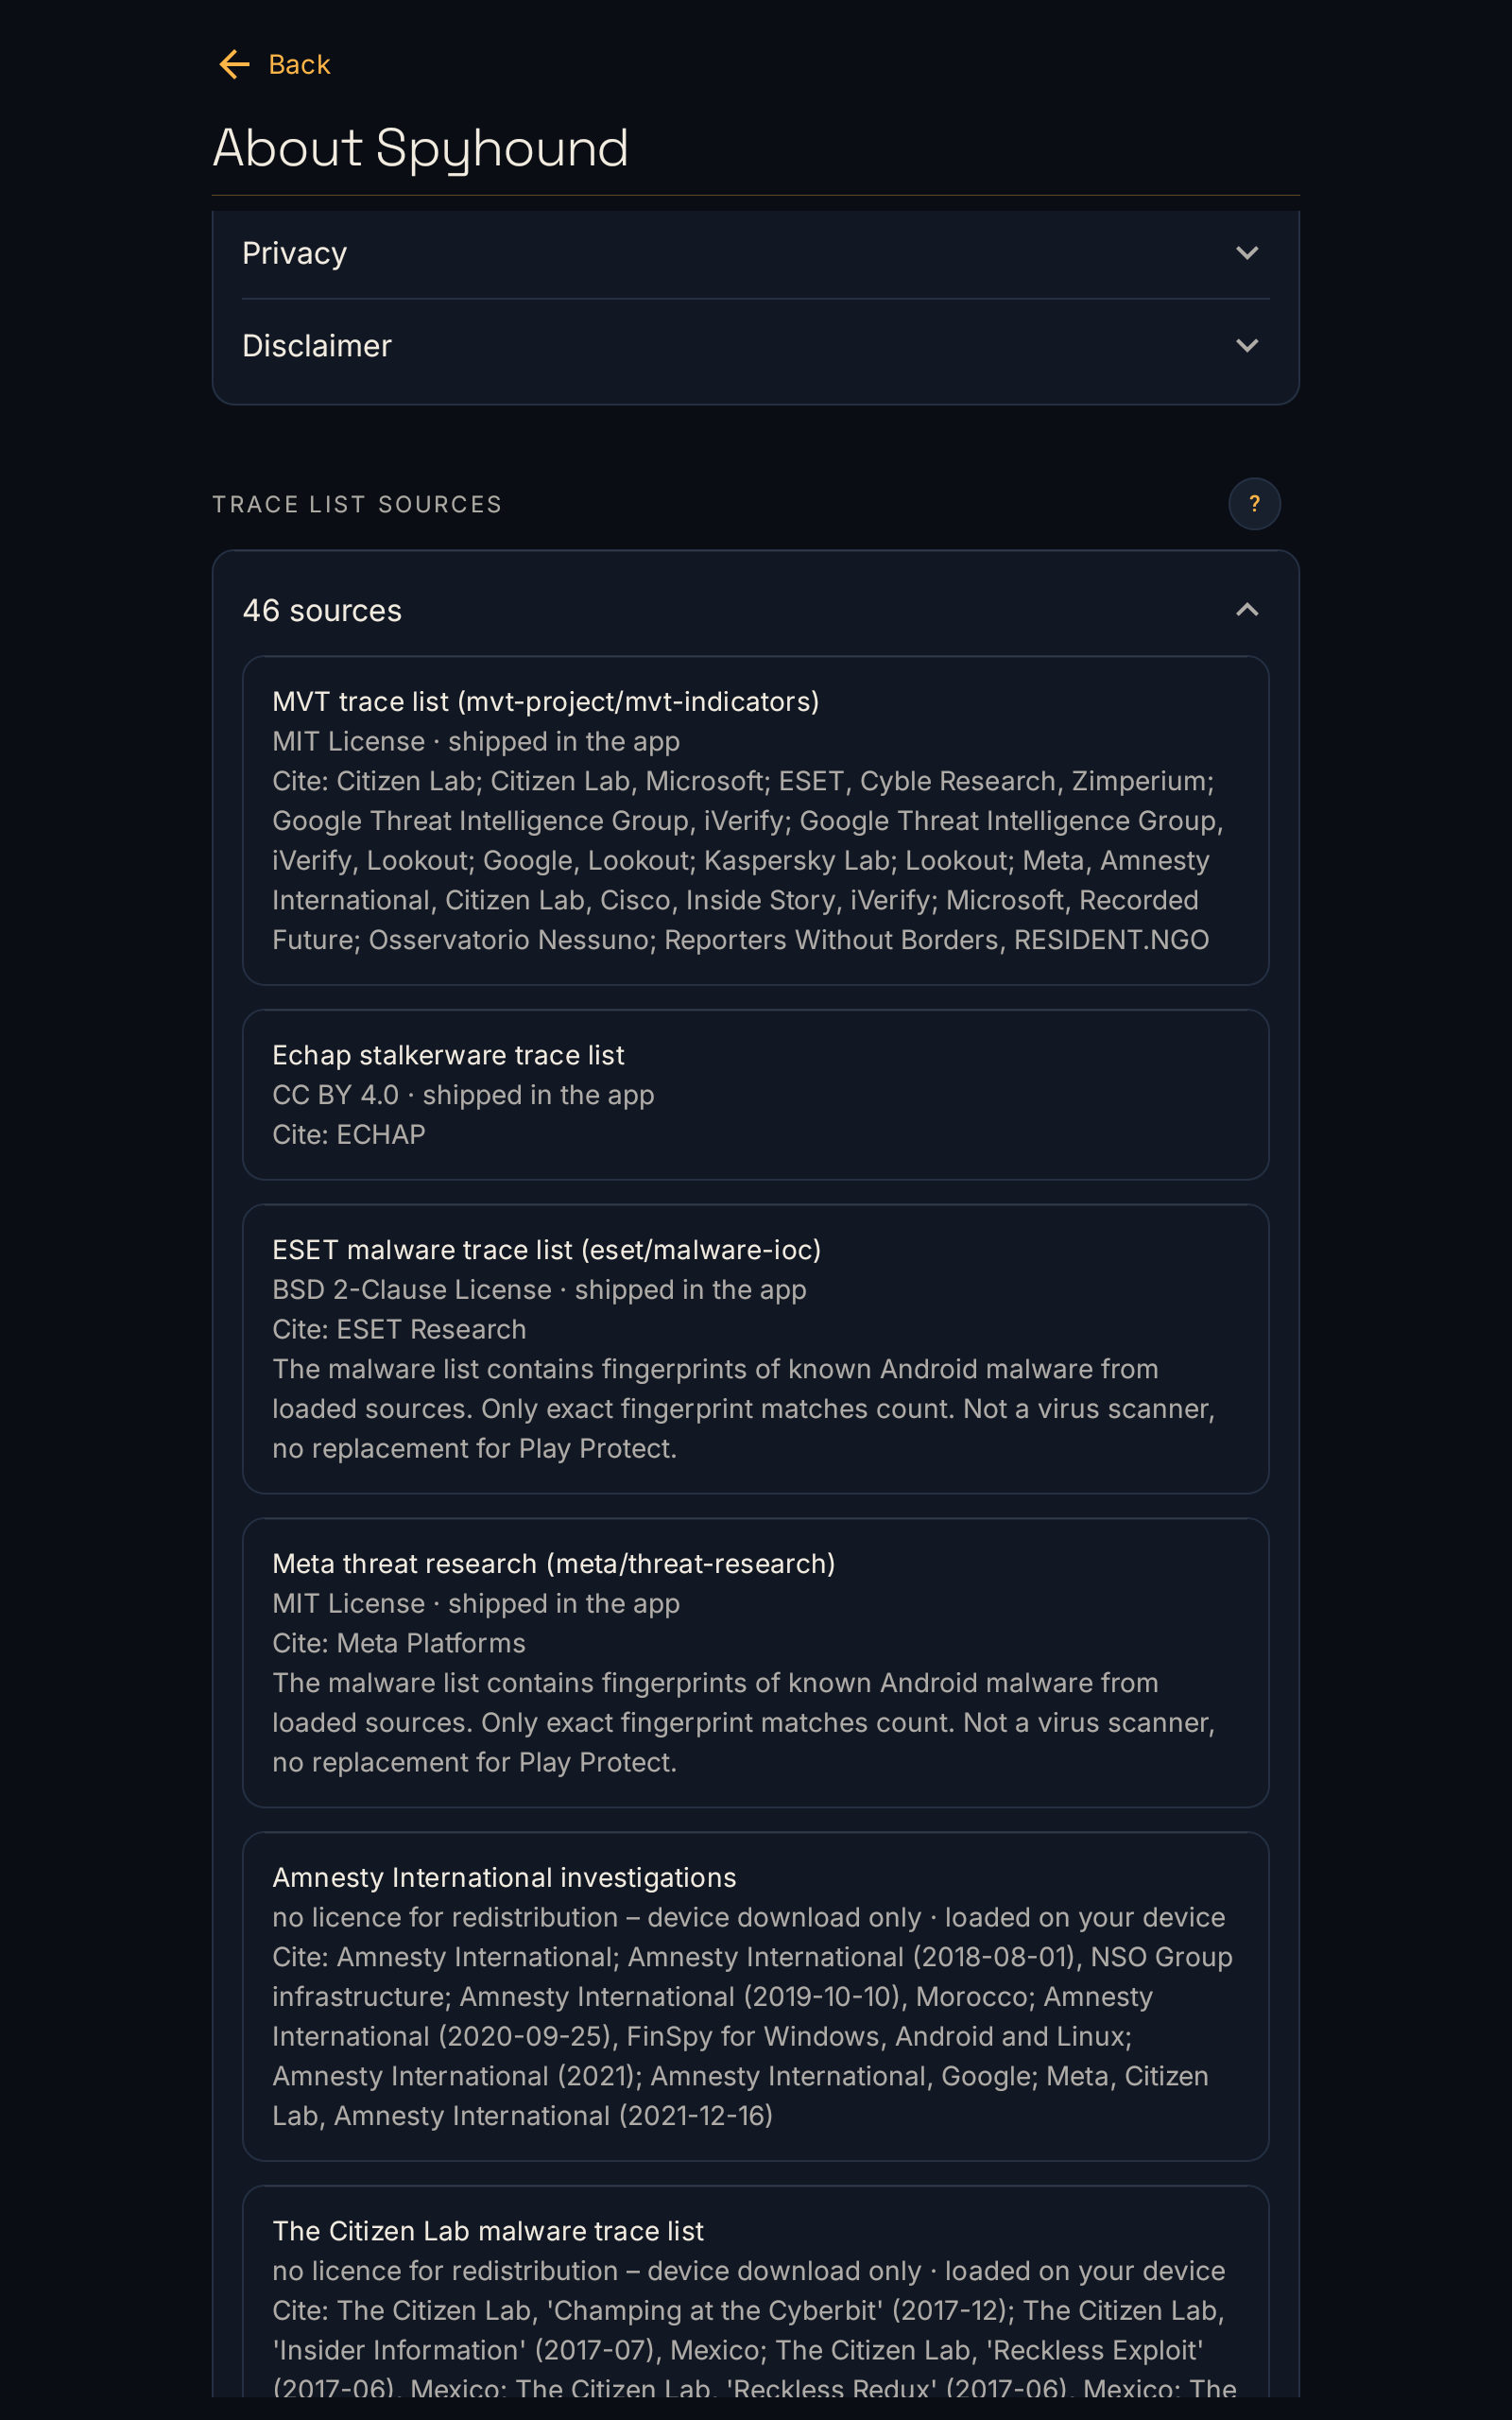 Back
About Spyhound
Privacy
Disclaimer
TRACE LIST SOURCES
?
46 sources
MVT trace list (mvt-project/mvt-indicators)
MIT License · shipped in the app
Cite: Citizen Lab; Citizen Lab, Microsoft; ESET, Cyble Research, Zimperium;
Google Threat Intelligence Group, iVerify; Google Threat Intelligence Group,
iVerify, Lookout; Google, Lookout; Kaspersky Lab; Lookout; Meta, Amnesty
International, Citizen Lab, Cisco, Inside Story, iVerify; Microsoft, Recorded
Future; Osservatorio Nessuno; Reporters Without Borders, RESIDENT.NGO
Echap stalkerware trace list
CC BY 4.0 · shipped in the app
Cite: ECHAP
ESET malware trace list (eset/malware-ioc)
BSD 2-Clause License · shipped in the app
Cite: ESET Research
The malware list contains fingerprints of known Android malware from
loaded sources. Only exact fingerprint matches count. Not a virus scanner,
no replacement for Play Protect.
Meta threat research (meta/threat-research)
MIT License · shipped in the app
Cite: Meta Platforms
The malware list contains fingerprints of known Android malware from
loaded sources. Only exact fingerprint matches count. Not a virus scanner,
no replacement for Play Protect.
Amnesty International investigations
no licence for redistribution – device download only · loaded on your device
Cite: Amnesty International; Amnesty International (2018-08-01), NSO Group
infrastructure; Amnesty International (2019-10-10), Morocco; Amnesty
International (2020-09-25), FinSpy for Windows, Android and Linux;
Amnesty International (2021); Amnesty International, Google; Meta, Citizen
Lab, Amnesty International (2021-12-16)
The Citizen Lab malware trace list
no licence for redistribution – device download only · loaded on your device
Cite: The Citizen Lab, 'Champing at the Cyberbit' (2017-12); The Citizen Lab,
'Insider Information' (2017-07), Mexico; The Citizen Lab, 'Reckless Exploit'
(2017-06), Mexico; The Citizen Lab, 'Reckless Redux' (2017-06), Mexico; The